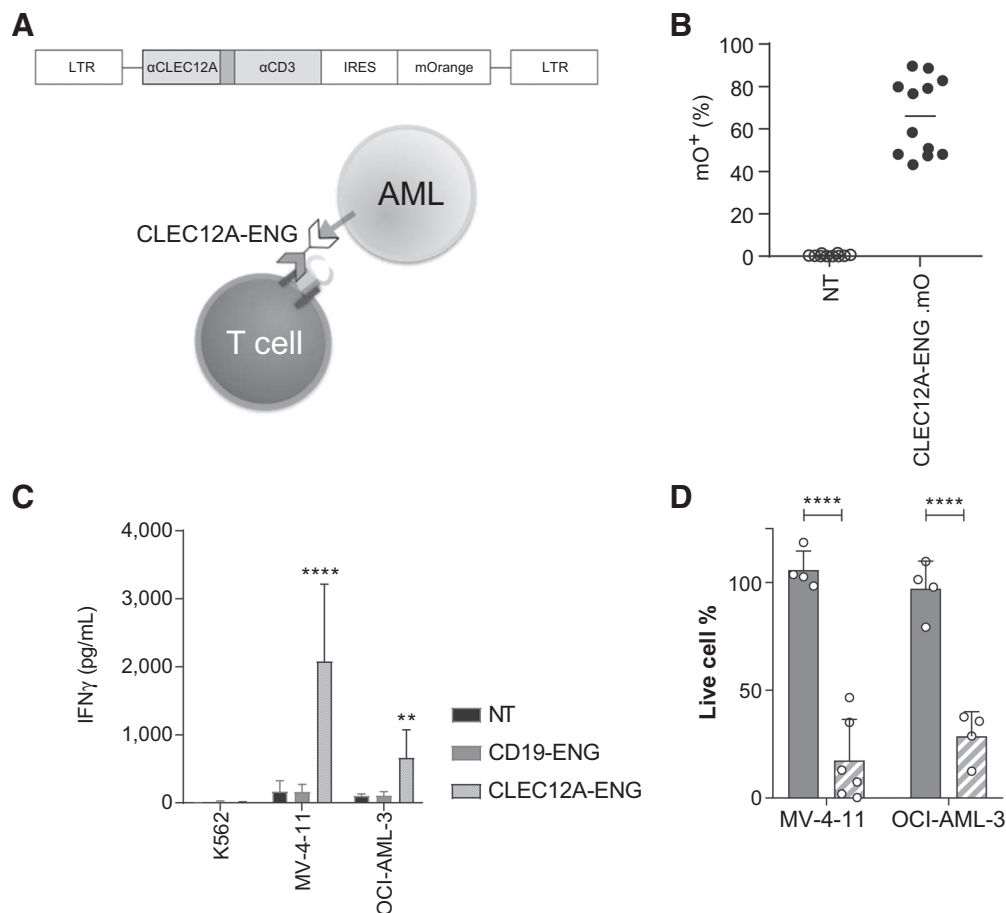 A
LTR αCLEC12A αCD3 IRES mOrange LTR
AML
CLEC12A-ENG
T cell
B
mO+ (%)
100
80
60
40
20
0
NT
CLEC12A-ENG .mO
C
IFNγ (pg/mL)
4,000
3,000
2,000
1,000
0
****
**
K562
MV-4-11
OCI-AML-3
NT
CD19-ENG
CLEC12A-ENG
D
Live cell %
**** ****
100
50
0
MV-4-11 OCI-AML-3